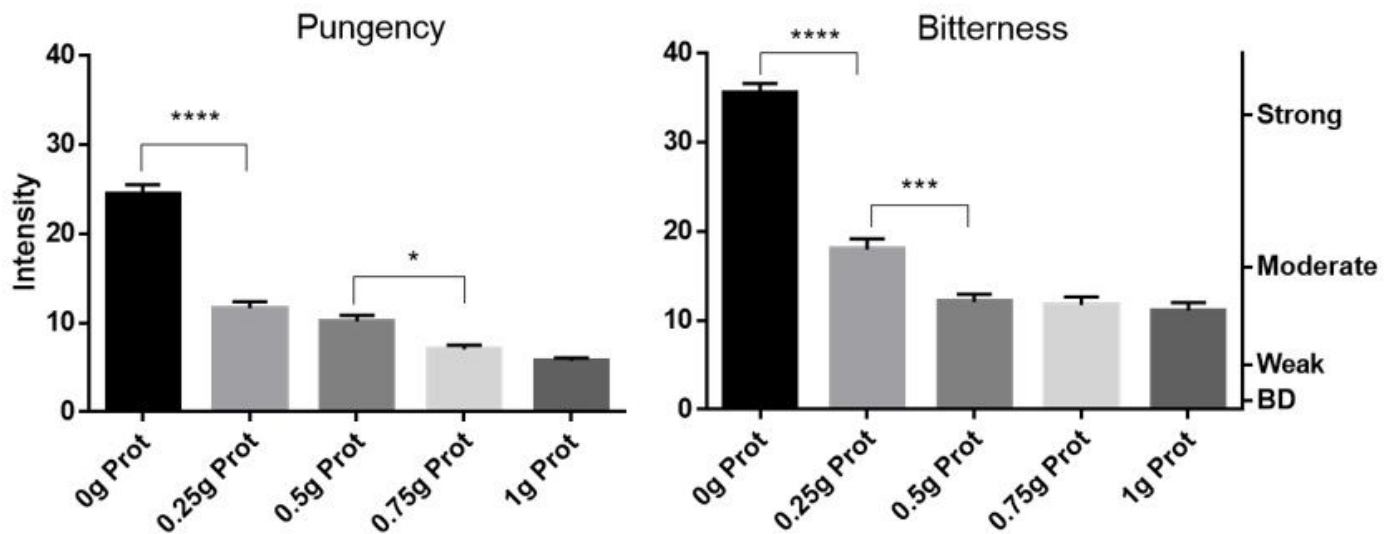 Pungency
Intensity
40
30
20
10
0
****
*
0g Prot
0.25g Prot
0.5g Prot
0.75g Prot
1g Prot
Bitterness
40
30
20
10
0
****
***
Strong
Moderate
Weak
BD
0g Prot
0.25g Prot
0.5g Prot
0.75g Prot
1g Prot